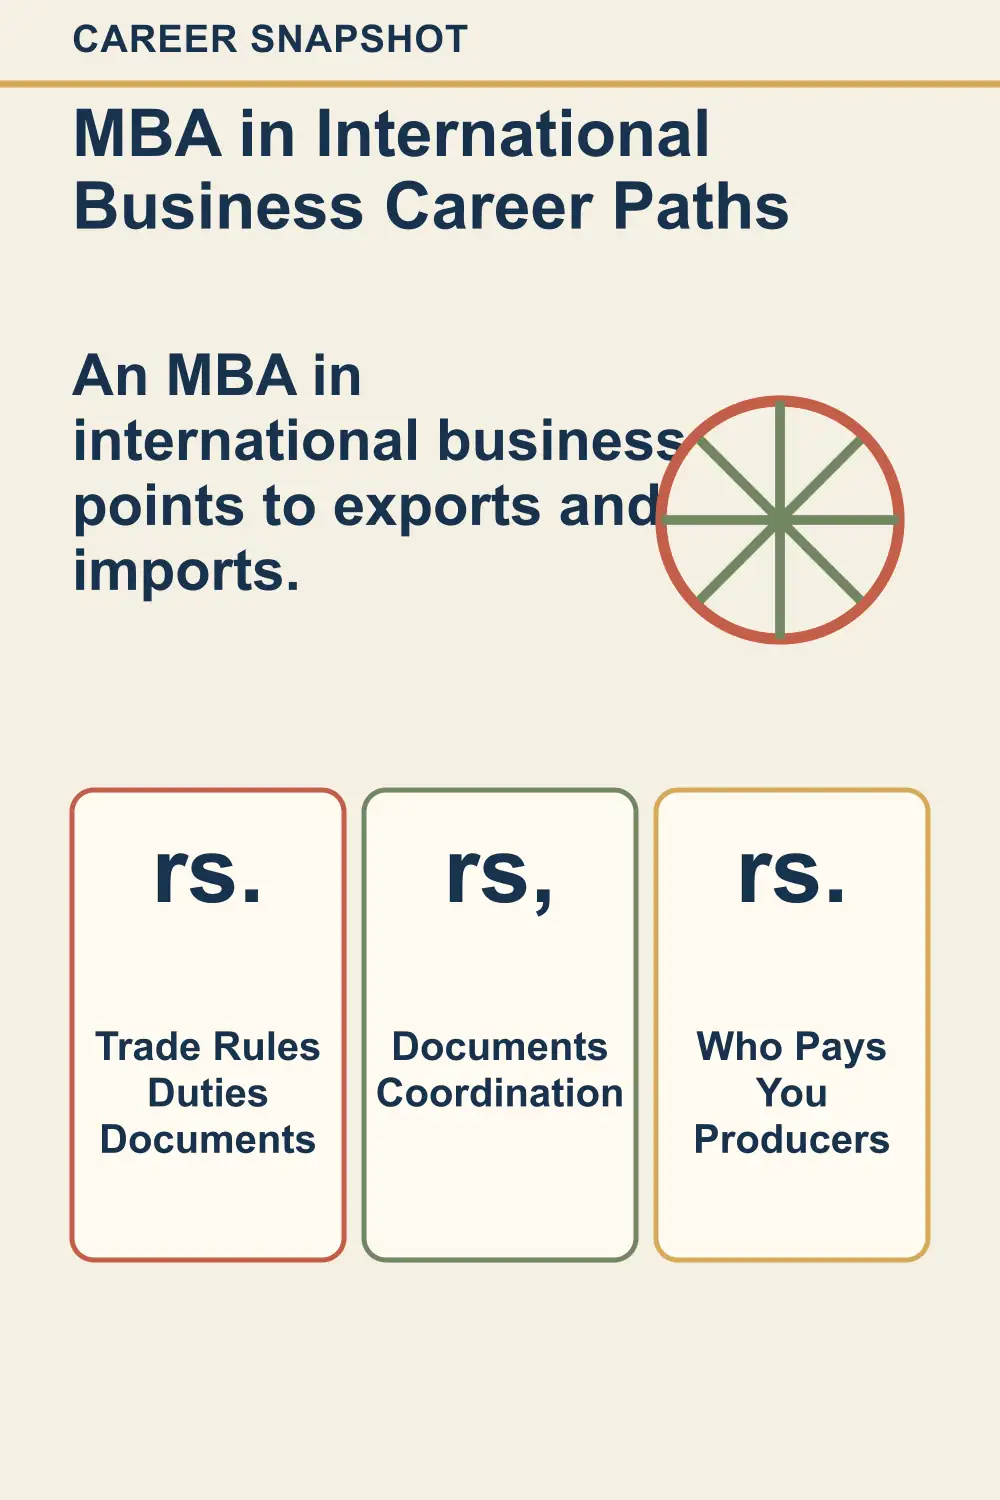 CAREER SNAPSHOT
MBA in International
Business Career Paths
An MBA in
international business
points to exports and
imports.
rs.
Trade Rules
Duties
Documents
rs,
Documents
Coordination
rs.
Who Pays
You
Producers